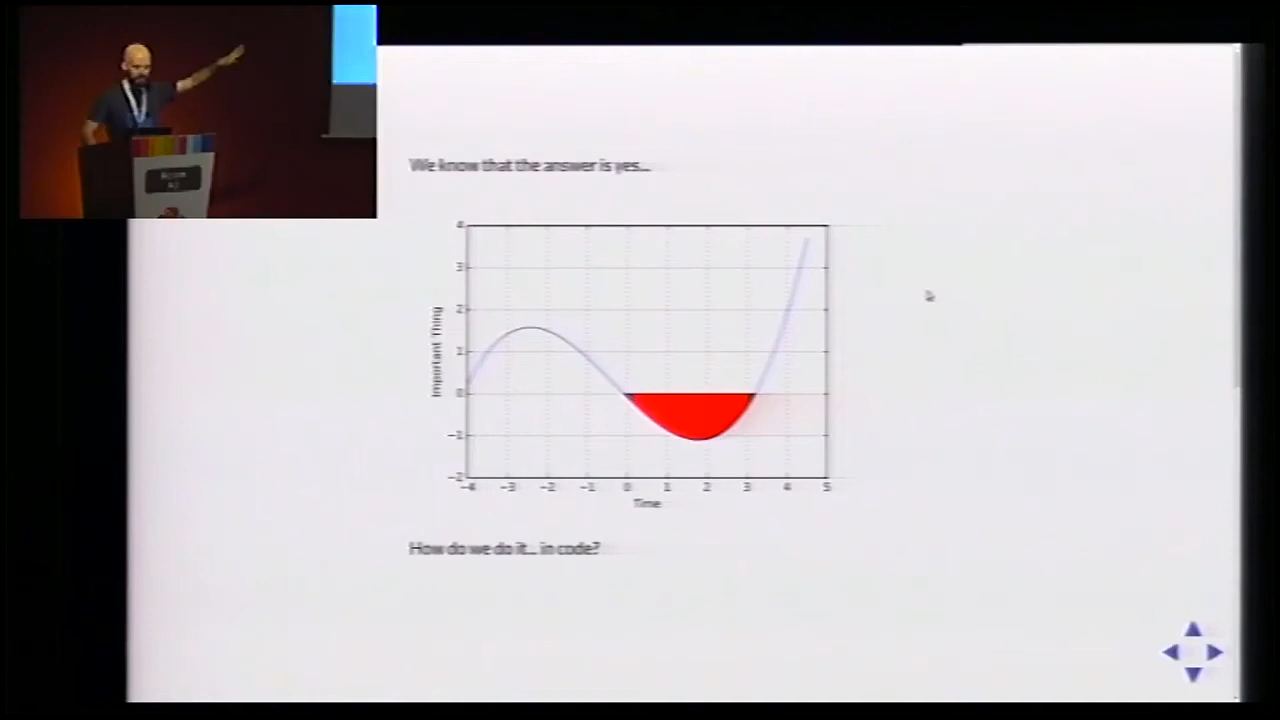 We know that the answer is yes...
4
3
2
1
0
−1
−2
Important Thing
−4 −3 −2 −1 0 1 2 3 4 5
Time
How do we do it... in code?